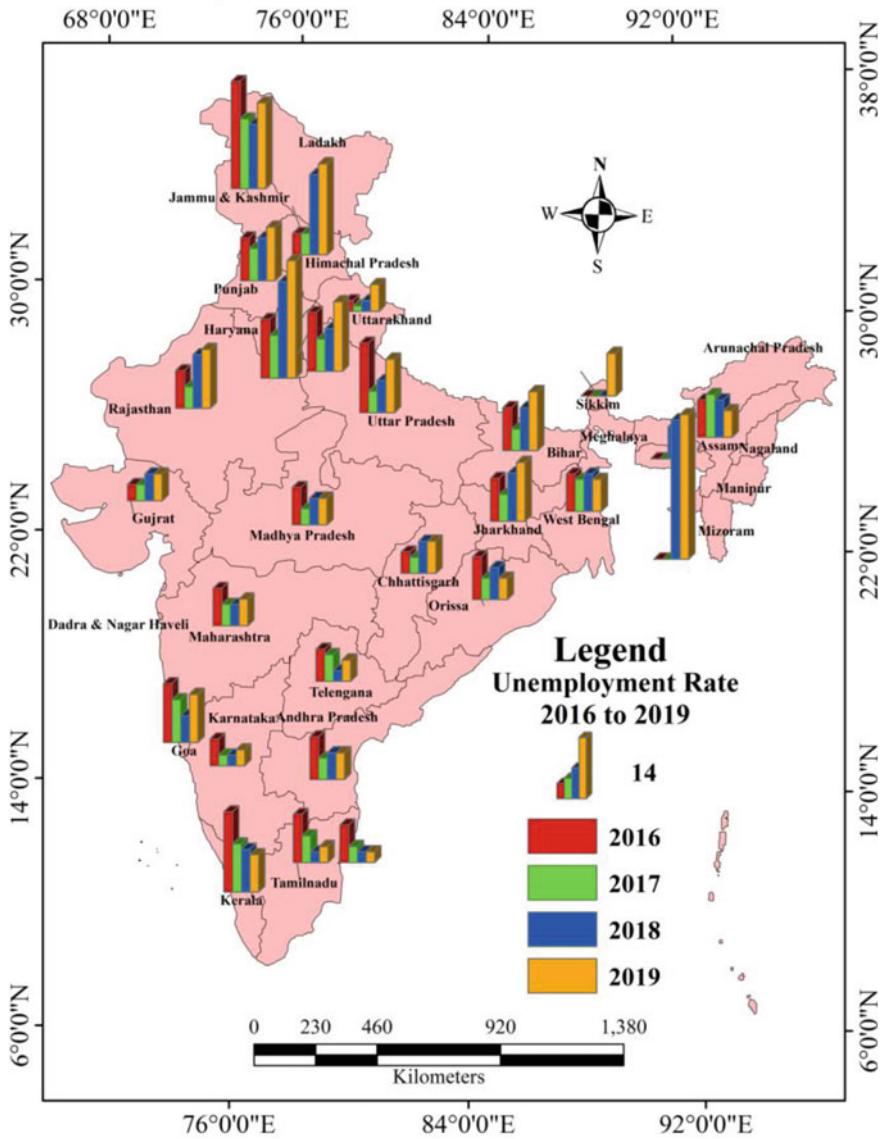 68°0'0"E 76°0'0"E 84°0'0"E 92°0'0"E
38°0'0"N
30°0'0"N
22°0'0"N
14°0'0"N
6°0'0"N
30°0'0"N
22°0'0"N
14°0'0"N
6°0'0"N
N
W E
S
Ladakh
Jammu & Kashmir
Himachal Pradesh
Punjab
Uttarakhand
Haryana
Arunachal Pradesh
Rajasthan
Uttar Pradesh
Sikkim
Bihar
Meghalaya
Assam
Nagaland
Manipur
Mizoram
Gujrat
Madhya Pradesh
Jharkhand
West Bengal
Chhattisgarh
Orissa
Dadra & Nagar Haveli
Maharashtra
Telengana
Karnataka
Andhra Pradesh
Goa
Tamilnadu
Kerala
Legend
Unemployment Rate
2016 to 2019
14
2016
2017
2018
2019
0 230 460 920 1,380
Kilometers
76°0'0"E 84°0'0"E 92°0'0"E